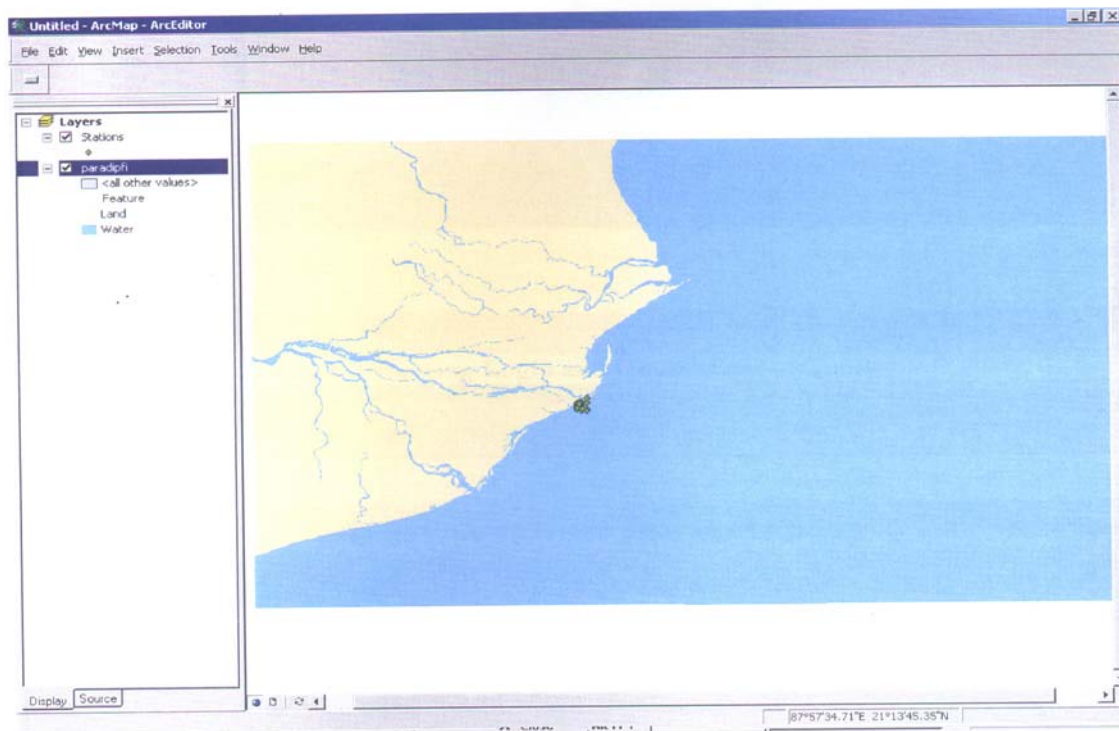 Untitled - ArcMap - ArcEditor
File Edit View Insert Selection Tools Window Help
Layers
Stations
paradipfi
<all other values>
Feature
Land
Water
Display Source
87°57'34.71"E 21°13'45.35"N